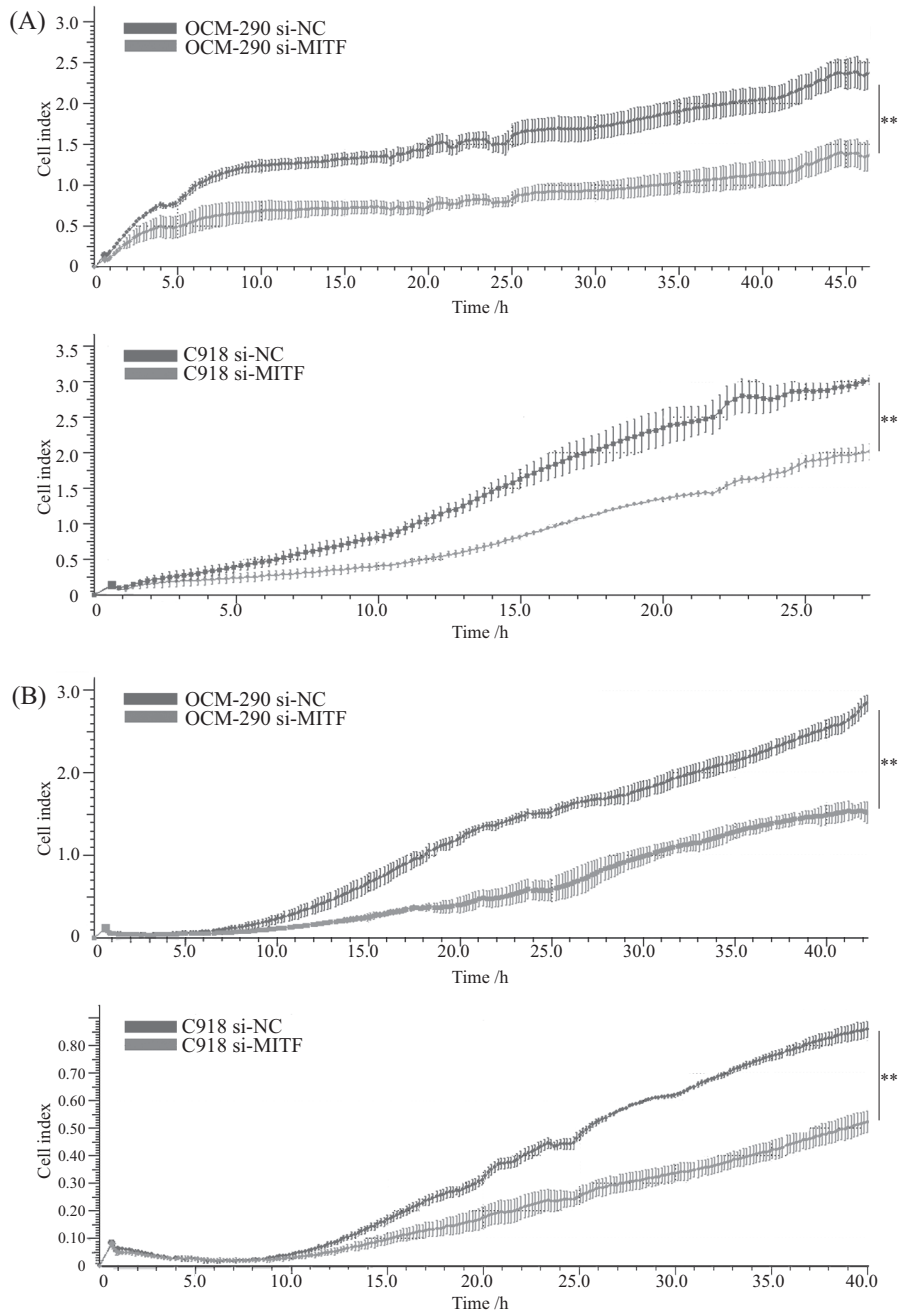 (A)
OCM-290 si-NC
OCM-290 si-MITF
3.0
2.5
2.0
1.5
1.0
0.5
0
Cell index
**
0 5.0 10.0 15.0 20.0 25.0 30.0 35.0 40.0 45.0
Time /h
C918 si-NC
C918 si-MITF
3.5
3.0
2.5
2.0
1.5
1.0
0.5
0
Cell index
**
5.0 10.0 15.0 20.0 25.0
Time /h
(B)
OCM-290 si-NC
OCM-290 si-MITF
3.0
2.0
1.0
0
Cell index
**
0 5.0 10.0 15.0 20.0 25.0 30.0 35.0 40.0
Time /h
C918 si-NC
C918 si-MITF
0.80
0.70
0.60
0.50
0.40
0.30
0.20
0.10
0
Cell index
**
0 5.0 10.0 15.0 20.0 25.0 30.0 35.0 40.0
Time /h